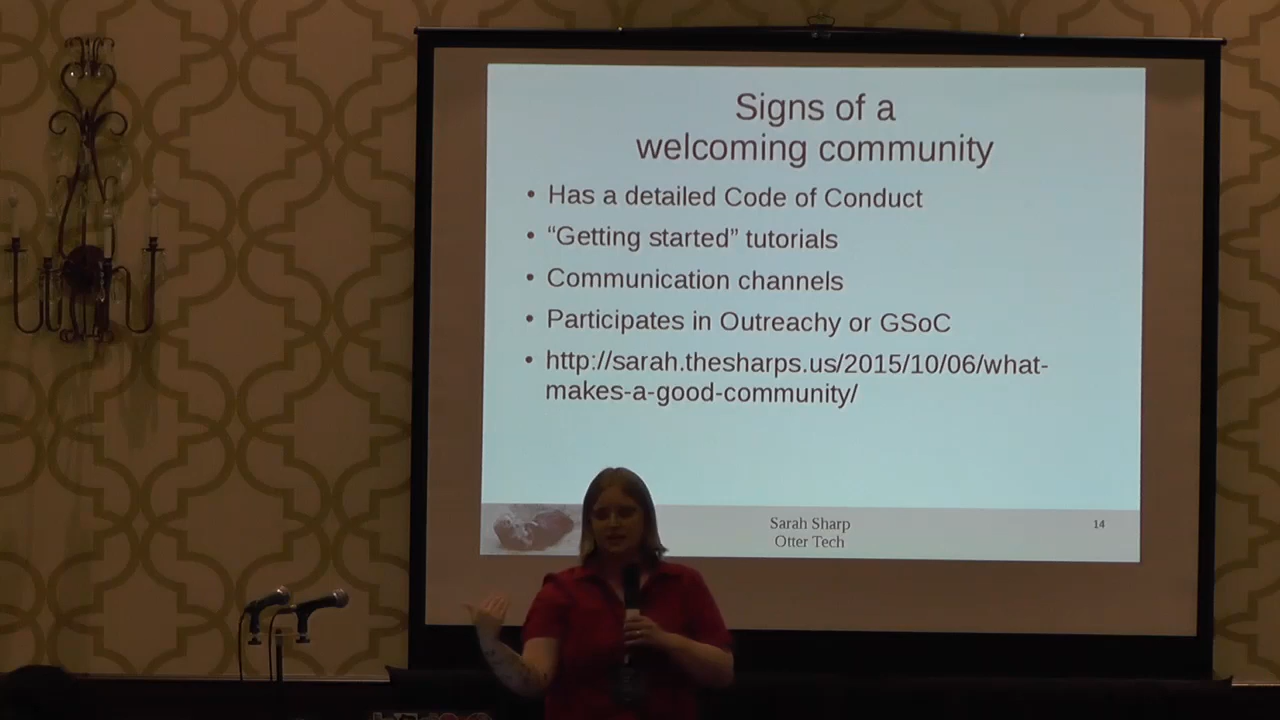 Signs of a
welcoming community
• Has a detailed Code of Conduct
• “Getting started” tutorials
• Communication channels
• Participates in Outreachy or GSoC
• http://sarah.thesharps.us/2015/10/06/what-
makes-a-good-community/
Sarah Sharp
Otter Tech
14